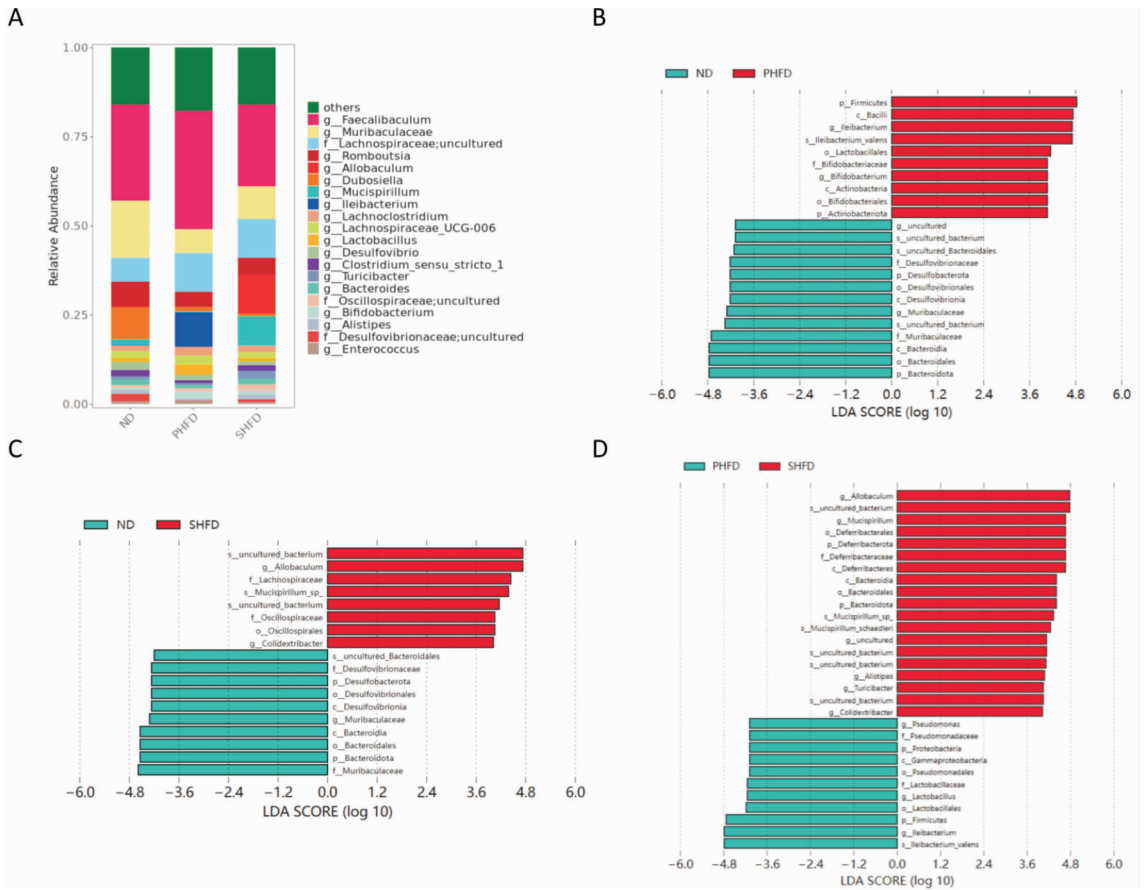 A
1.00
0.75
0.50
0.25
0.00
Relative Abundance
ND
PHFD
SHFD
others
g__Faecalibaculum
g__Muribaculaceae
f__Lachnospiraceae;uncultured
g__Romboutsia
g__Allobaculum
g__Dubosiella
g__Mucispirillum
g__Ileibacterium
g__Lachnoclostridium
g__Lachnospiraceae_UCG-006
g__Lactobacillus
g__Desulfovibrio
g__Clostridium_sensu_stricto_1
g__Turicibacter
g__Bacteroides
f__Oscillospiraceae;uncultured
g__Bifidobacterium
g__Alistipes
f__Desulfovibrionaceae;uncultured
g__Enterococcus
B
ND PHFD
p__Firmicutes
c__Bacilli
g__Ileibacterium
s__Ileibacterium_valens
o__Lactobacillales
f__Bifidobacteriaceae
g__Bifidobacterium
c__Actinobacteria
o__Bifidobacteriales
p__Actinobacteriota
g__uncultured
s__uncultured_bacterium
s__uncultured_Bacteroidales
f__Desulfovibrionaceae
p__Desulfobacterota
o__Desulfovibrionales
c__Desulfovibrionia
g__Muribaculaceae
s__uncultured_bacterium
f__Muribaculaceae
c__Bacteroidia
o__Bacteroidales
p__Bacteroidota
−6.0 −4.8 −3.6 −2.4 −1.2 0.0 1.2 2.4 3.6 4.8 6.0
LDA SCORE (log 10)
C
ND SHFD
s__uncultured_bacterium
g__Allobaculum
f__Lachnospiraceae
s__Mucispirillum_sp_
s__uncultured_bacterium
f__Oscillospiraceae
o__Oscillospirales
g__Colidextribacter
s__uncultured_Bacteroidales
f__Desulfovibrionaceae
p__Desulfobacterota
o__Desulfovibrionales
c__Desulfovibrionia
g__Muribaculaceae
c__Bacteroidia
o__Bacteroidales
p__Bacteroidota
f__Muribaculaceae
−6.0 −4.8 −3.6 −2.4 −1.2 0.0 1.2 2.4 3.6 4.8 6.0
LDA SCORE (log 10)
D
PHFD SHFD
g__Allobaculum
s__uncultured_bacterium
g__Mucispirillum
o__Deferribacterales
p__Deferribacterota
f__Deferribacteraceae
c__Deferribacteres
c__Bacteroidia
o__Bacteroidales
p__Bacteroidota
s__Mucispirillum_sp_
s__Mucispirillum_schaedleri
g__uncultured
s__uncultured_bacterium
s__uncultured_bacterium
g__Alistipes
g__Turicibacter
s__uncultured_bacterium
g__Colidextribacter
g__Pseudomonas
f__Pseudomonadaceae
p__Proteobacteria
c__Gammaproteobacteria
o__Pseudomonadales
f__Lactobacillaceae
g__Lactobacillus
o__Lactobacillales
p__Firmicutes
g__Ileibacterium
s__Ileibacterium_valens
−6.0 −4.8 −3.6 −2.4 −1.2 0.0 1.2 2.4 3.6 4.8 6.0
LDA SCORE (log 10)